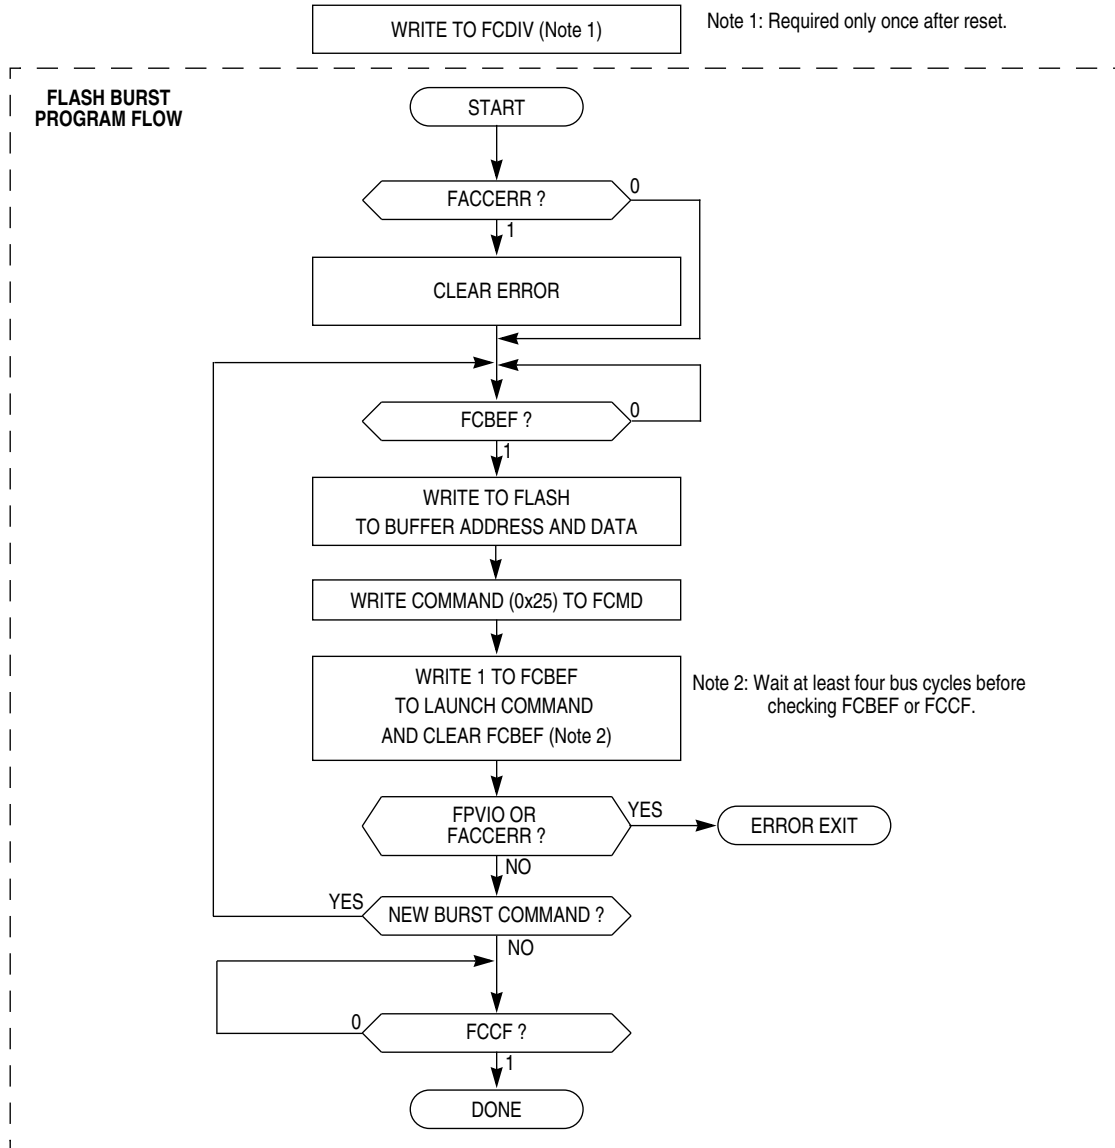 WRITE TO FCDIV (Note 1)
Note 1: Required only once after reset.
FLASH BURST
PROGRAM FLOW
START
FACCERR ?
0
1
CLEAR ERROR
FCBEF ?
0
1
WRITE TO FLASH
TO BUFFER ADDRESS AND DATA
WRITE COMMAND (0x25) TO FCMD
WRITE 1 TO FCBEF
TO LAUNCH COMMAND
AND CLEAR FCBEF (Note 2)
Note 2: Wait at least four bus cycles before
checking FCBEF or FCCF.
FPVIO OR
FACCERR ?
YES
ERROR EXIT
NO
YES
NEW BURST COMMAND ?
NO
0
FCCF ?
1
DONE